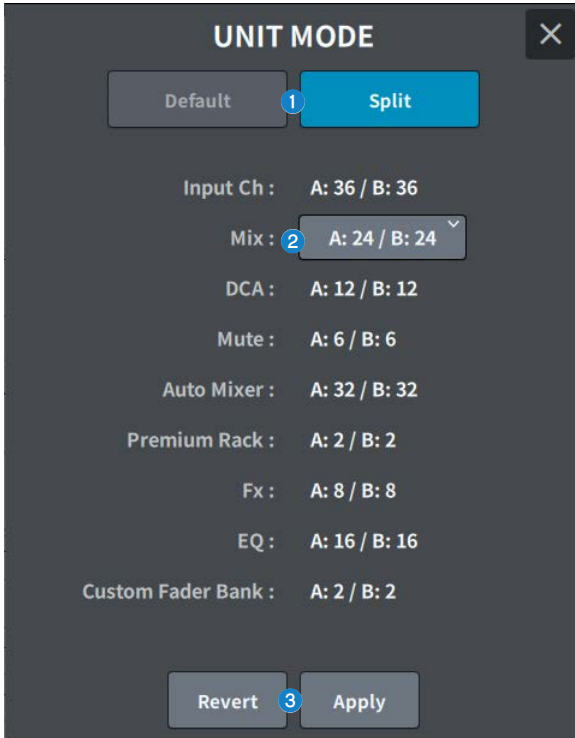 UNIT MODE
Default 1 Split
Input Ch : A: 36 / B: 36
Mix : 2 A: 24 / B: 24
DCA : A: 12 / B: 12
Mute : A: 6 / B: 6
Auto Mixer : A: 32 / B: 32
Premium Rack : A: 2 / B: 2
Fx : A: 8 / B: 8
EQ : A: 16 / B: 16
Custom Fader Bank : A: 2 / B: 2
Revert 3 Apply